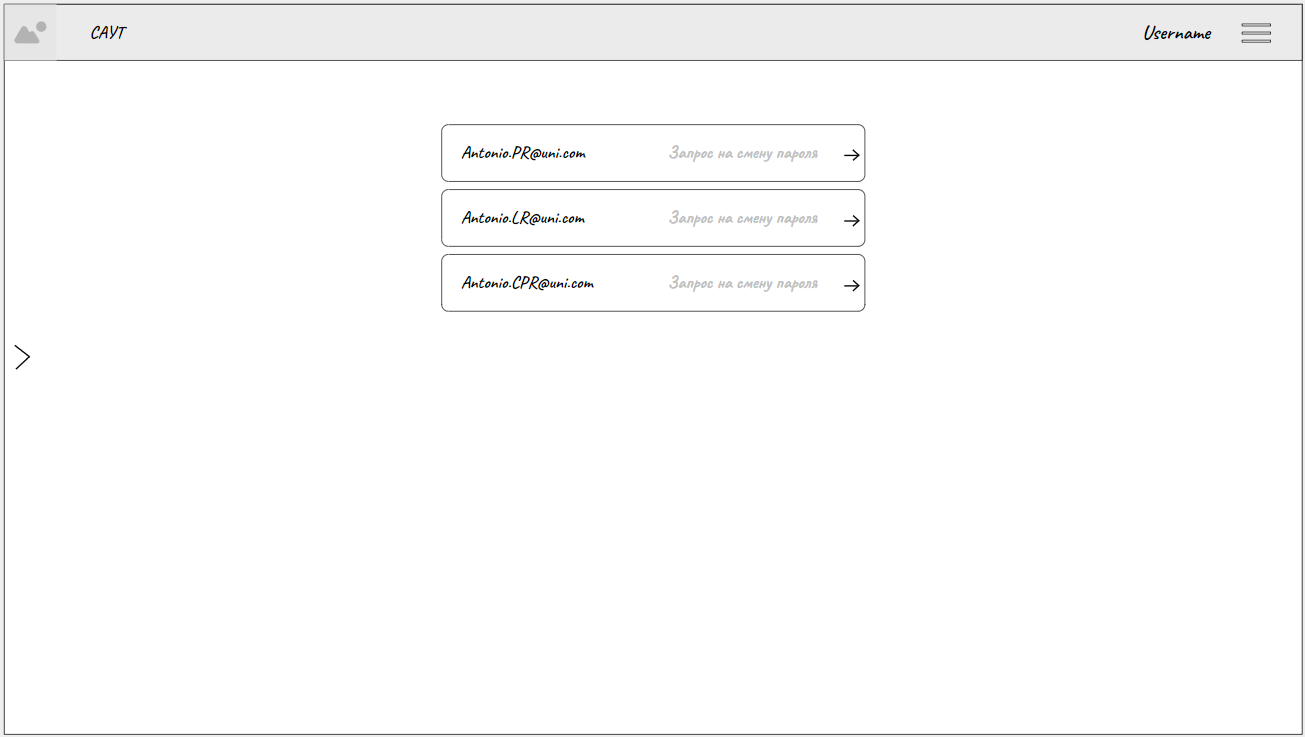 САУТ
Username
Antonio.PR@uni.com Запрос на смену пароля
Antonio.LR@uni.com Запрос на смену пароля
Antonio.CPR@uni.com Запрос на смену пароля